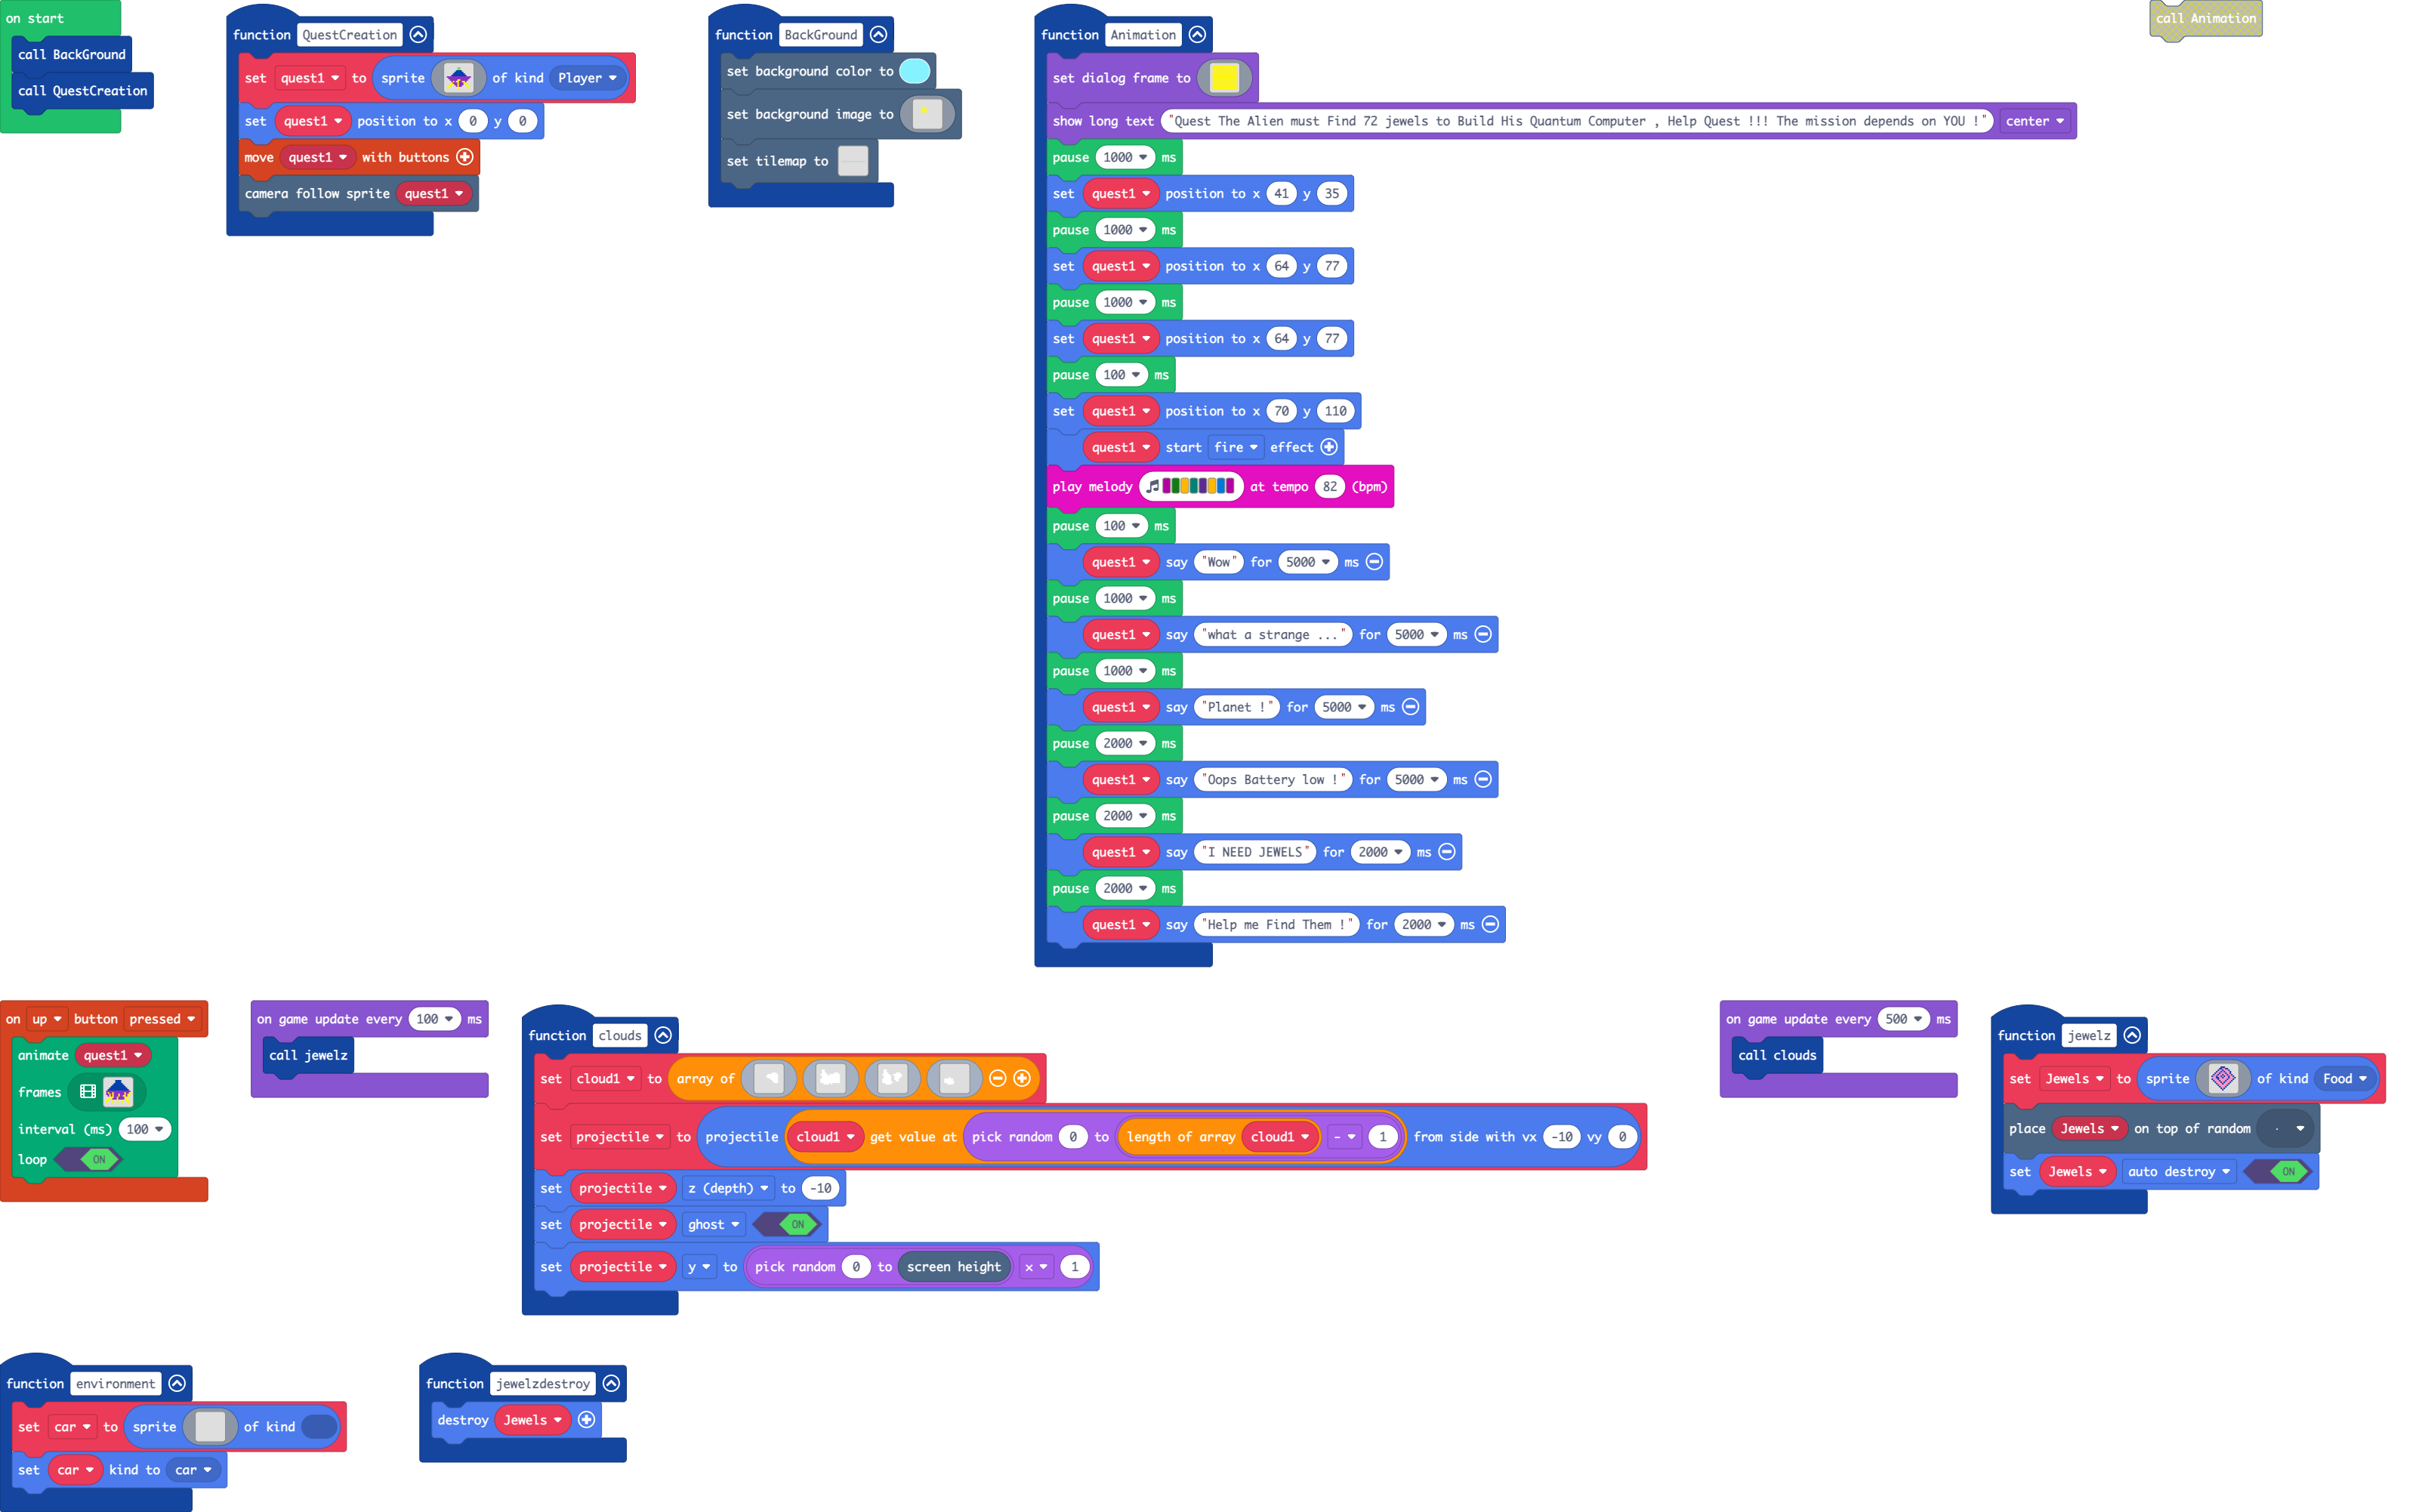 on start
call BackGround
call QuestCreation
function QuestCreation
set quest1 to sprite of kind Player
set quest1 position to x 0 y 0
move quest1 with buttons
camera follow sprite quest1
function BackGround
set background color to
set background image to
set tilemap to
function Animation
set dialog frame to
show long text "Quest The Alien must Find 72 jewels to Build His Quantum Computer , Help Quest !!! The mission depends on YOU !" center
pause 1000 ms
set quest1 position to x 41 y 35
pause 1000 ms
set quest1 position to x 64 y 77
pause 1000 ms
set quest1 position to x 64 y 77
pause 100 ms
set quest1 position to x 70 y 110
quest1 start fire effect
play melody at tempo 82 (bpm)
pause 100 ms
quest1 say "Wow" for 5000 ms
pause 1000 ms
quest1 say "what a strange ..." for 5000 ms
pause 1000 ms
quest1 say "Planet !" for 5000 ms
pause 2000 ms
quest1 say "Oops Battery low !" for 5000 ms
pause 2000 ms
quest1 say "I NEED JEWELS" for 2000 ms
pause 2000 ms
quest1 say "Help me Find Them !" for 2000 ms
call Animation
on up button pressed
animate quest1
frames
interval (ms) 100
loop ON
on game update every 100 ms
call jewelz
function clouds
set cloud1 to array of
set projectile to projectile cloud1 get value at pick random 0 to length of array cloud1 - 1 from side with vx -10 vy 0
set projectile z (depth) to -10
set projectile ghost ON
set projectile y to pick random 0 to screen height x 1
on game update every 500 ms
call clouds
function jewelz
set Jewels to sprite of kind Food
place Jewels on top of random
set Jewels auto destroy ON
function environment
set car to sprite of kind
set car kind to car
function jewelzdestroy
destroy Jewels